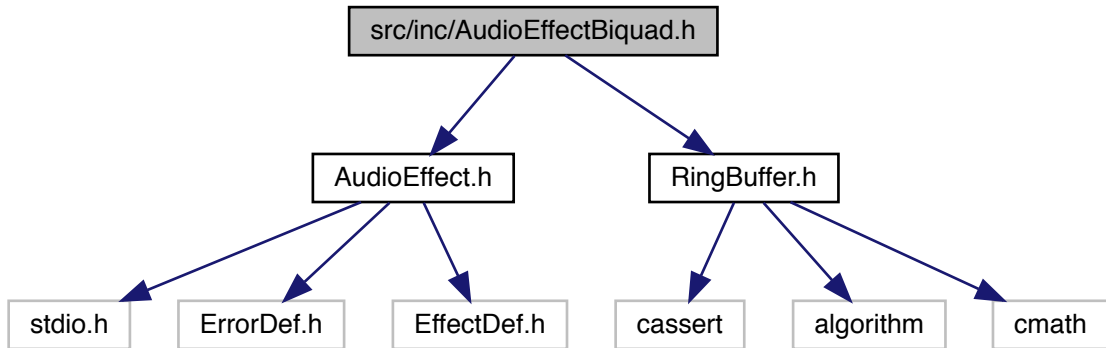 src/inc/AudioEffectBiquad.h
AudioEffect.h
RingBuffer.h
stdio.h
ErrorDef.h
EffectDef.h
cassert
algorithm
cmath